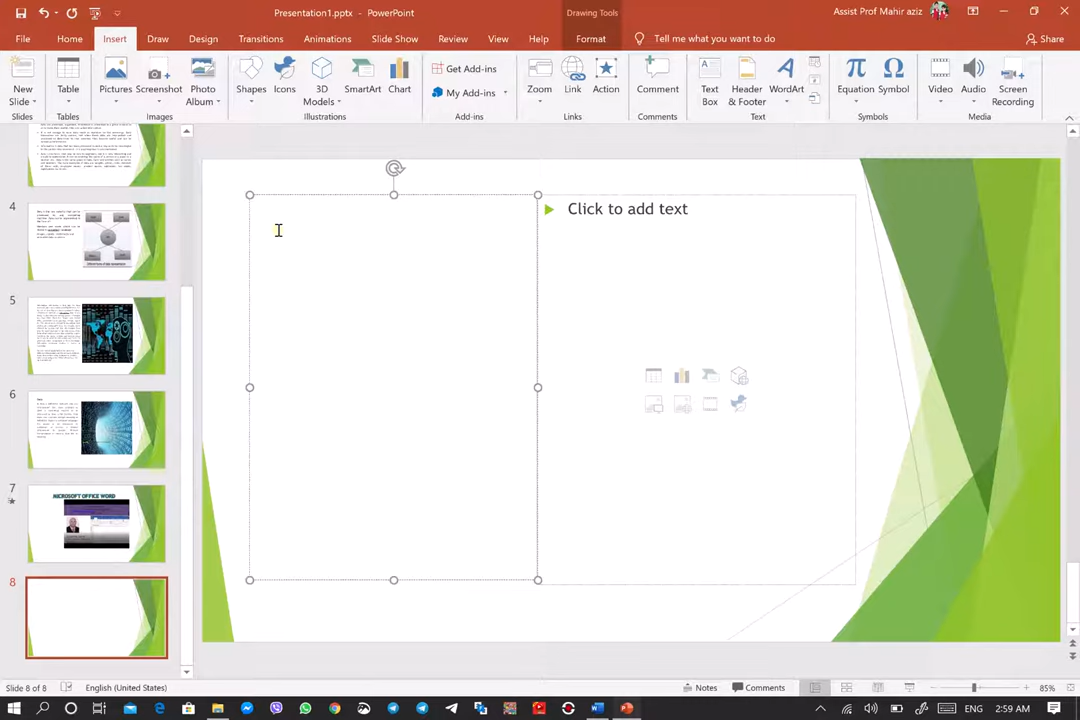 Presentation1.pptx - PowerPoint
Drawing Tools
Assist Prof Mahir aziz
File Home Insert Draw Design Transitions Animations Slide Show Review View Help Format Tell me what you want to do Share
New Slide
Table
Pictures
Screenshot
Photo Album
Shapes
Icons
3D Models
SmartArt
Chart
Get Add-ins
My Add-ins
Zoom
Link
Action
Comment
Text Box
Header & Footer
WordArt
Equation
Symbol
Video
Audio
Screen Recording
Slides Tables Images Illustrations Add-ins Links Comments Text Symbols Media
Click to add text
4
5
6
7
MICROSOFT OFFICE WORD
8
Slide 8 of 8 English (United States) Notes Comments 85%
ENG 2:59 AM